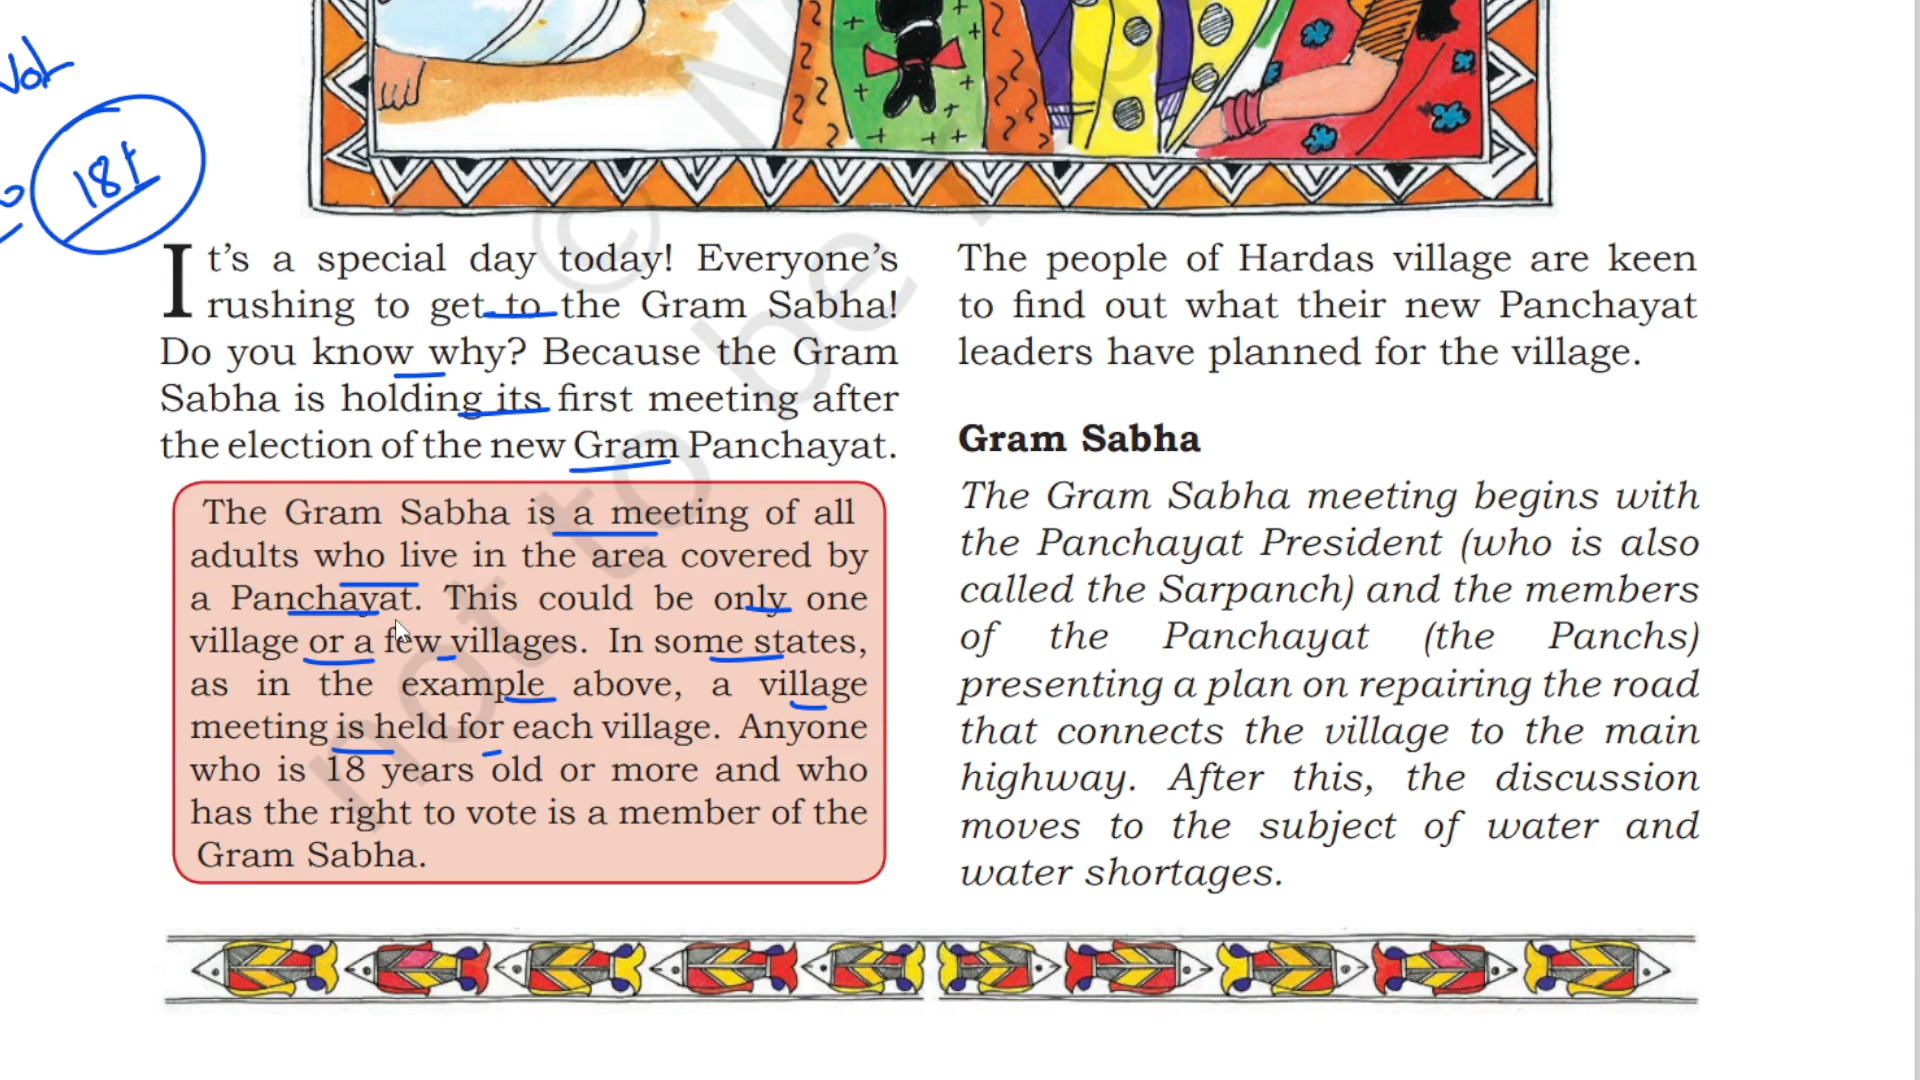 Vot
18+
It's a special day today! Everyone's
rushing to get to the Gram Sabha!
Do you know why? Because the Gram
Sabha is holding its first meeting after
the election of the new Gram Panchayat.
The Gram Sabha is a meeting of all
adults who live in the area covered by
a Panchayat. This could be only one
village or a few villages. In some states,
as in the example above, a village
meeting is held for each village. Anyone
who is 18 years old or more and who
has the right to vote is a member of the
Gram Sabha.
The people of Hardas village are keen
to find out what their new Panchayat
leaders have planned for the village.
Gram Sabha
The Gram Sabha meeting begins with
the Panchayat President (who is also
called the Sarpanch) and the members
of the Panchayat (the Panchs)
presenting a plan on repairing the road
that connects the village to the main
highway. After this, the discussion
moves to the subject of water and
water shortages.
not to be